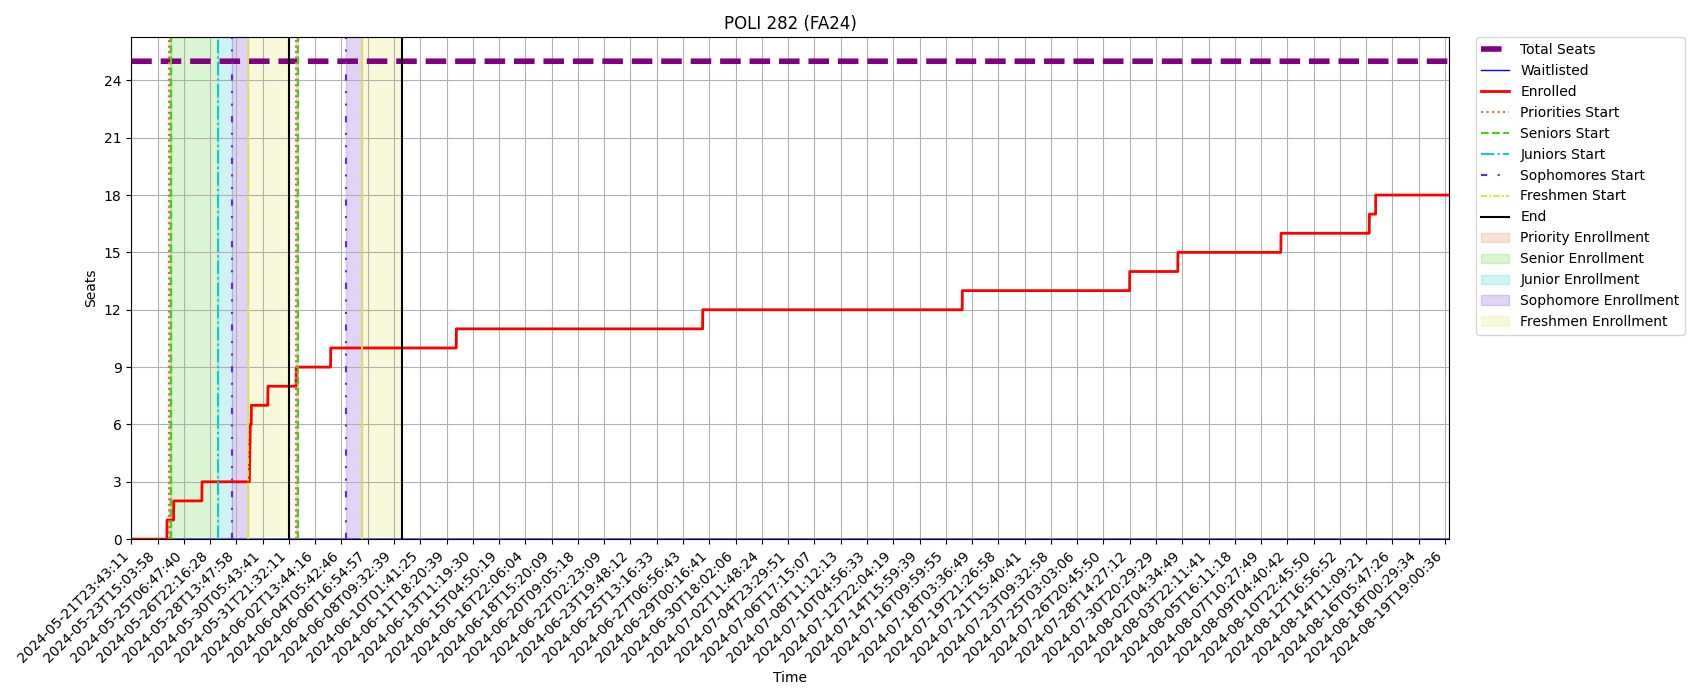 POLI 282 (FA24)
Total Seats
Waitlisted
Enrolled
Priorities Start
Seniors Start
Juniors Start
Sophomores Start
Freshmen Start
End
Priority Enrollment
Senior Enrollment
Junior Enrollment
Sophomore Enrollment
Freshmen Enrollment
Seats
24
21
18
15
12
9
6
3
0
2024-05-21T23:43:11
2024-05-23T15:03:58
2024-05-25T06:47:40
2024-05-26T22:16:28
2024-05-28T13:47:58
2024-05-30T05:43:41
2024-05-31T21:32:11
2024-06-02T13:44:16
2024-06-04T05:42:46
2024-06-06T16:54:57
2024-06-08T09:32:39
2024-06-10T01:41:25
2024-06-11T18:20:39
2024-06-13T11:19:30
2024-06-15T04:50:19
2024-06-16T22:06:04
2024-06-18T15:20:09
2024-06-20T09:05:18
2024-06-22T02:23:09
2024-06-23T19:48:12
2024-06-25T13:16:33
2024-06-27T06:56:43
2024-06-29T00:16:41
2024-06-30T18:02:06
2024-07-02T11:48:24
2024-07-04T23:29:51
2024-07-06T17:15:07
2024-07-08T11:12:13
2024-07-10T04:56:33
2024-07-12T22:04:19
2024-07-14T15:59:39
2024-07-16T09:59:55
2024-07-18T03:36:49
2024-07-19T21:26:58
2024-07-21T15:40:41
2024-07-23T09:32:58
2024-07-25T03:03:06
2024-07-26T20:45:50
2024-07-28T14:27:12
2024-07-30T20:29:29
2024-08-02T04:34:49
2024-08-03T22:11:41
2024-08-05T16:11:18
2024-08-07T10:27:49
2024-08-09T04:40:42
2024-08-10T22:45:50
2024-08-12T16:56:52
2024-08-14T11:09:21
2024-08-16T05:47:26
2024-08-18T00:29:34
2024-08-19T19:00:36
Time